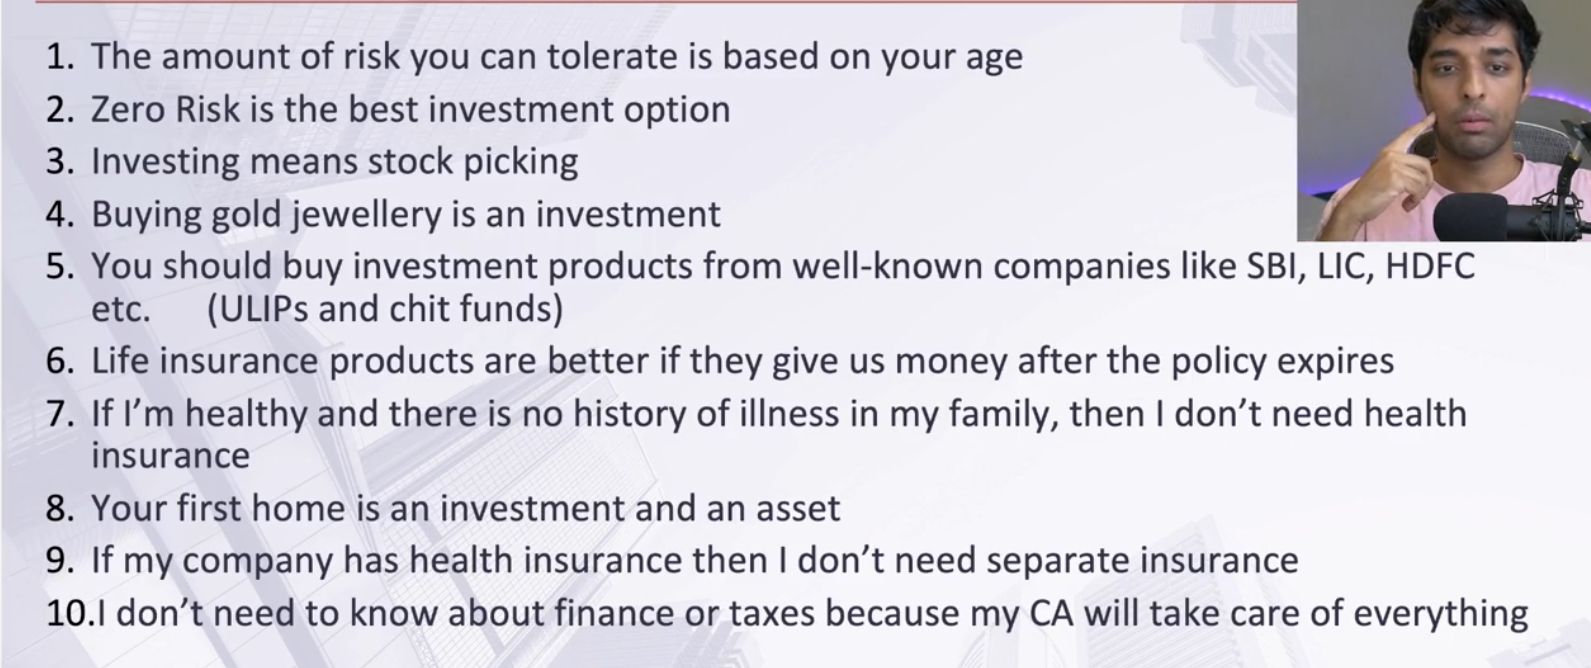 1. The amount of risk you can tolerate is based on your age
2. Zero Risk is the best investment option
3. Investing means stock picking
4. Buying gold jewellery is an investment
5. You should buy investment products from well-known companies like SBI, LIC, HDFC
etc. (ULIPs and chit funds)
6. Life insurance products are better if they give us money after the policy expires
7. If I’m healthy and there is no history of illness in my family, then I don’t need health
insurance
8. Your first home is an investment and an asset
9. If my company has health insurance then I don’t need separate insurance
10.I don’t need to know about finance or taxes because my CA will take care of everything